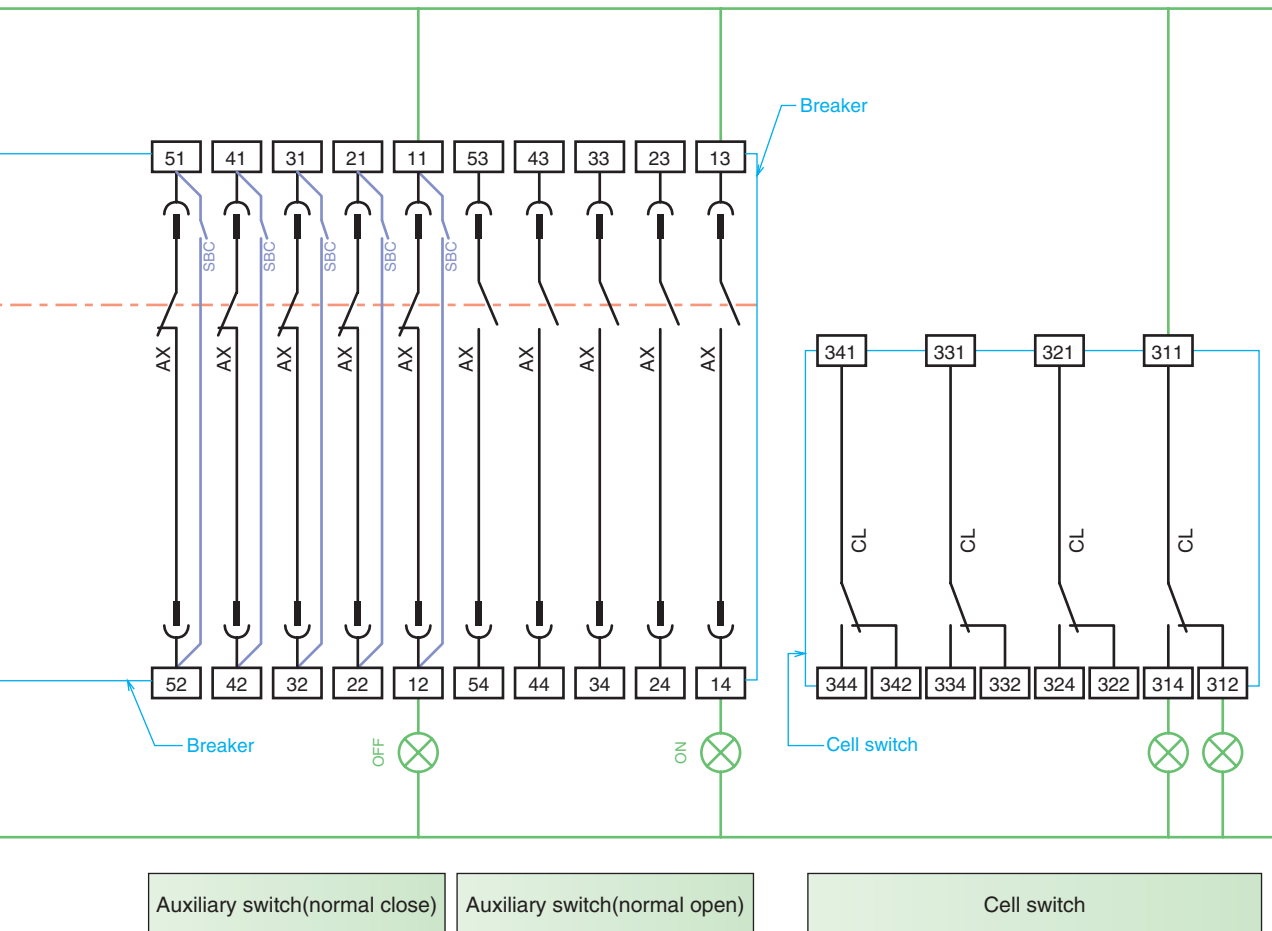 Breaker
51 41 31 21 11 53 43 33 23 13
SBC SBC SBC SBC SBC
AX AX AX AX AX AX AX AX AX AX
341 331 321 311
CL CL CL CL
52 42 32 22 12 54 44 34 24 14
344 342 334 332 324 322 314 312
Breaker
OFF
ON
Cell switch
Auxiliary switch(normal close)
Auxiliary switch(normal open)
Cell switch